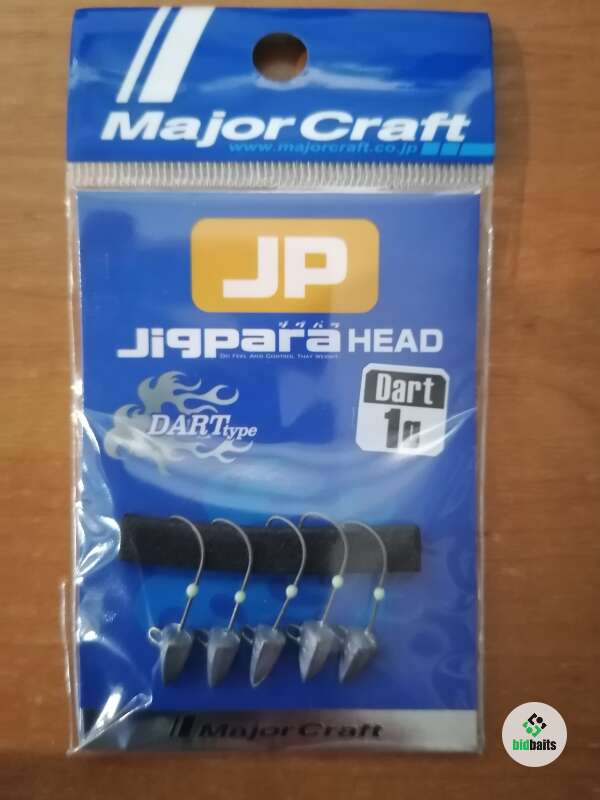 Major Craft
www.majorcraft.co.jp
JP
ジグパラ
Jigpara HEAD
DO FEEL AND CONTROL THAT WEIGHT.
DART type
Dart
1g
Major Craft
bidbaits